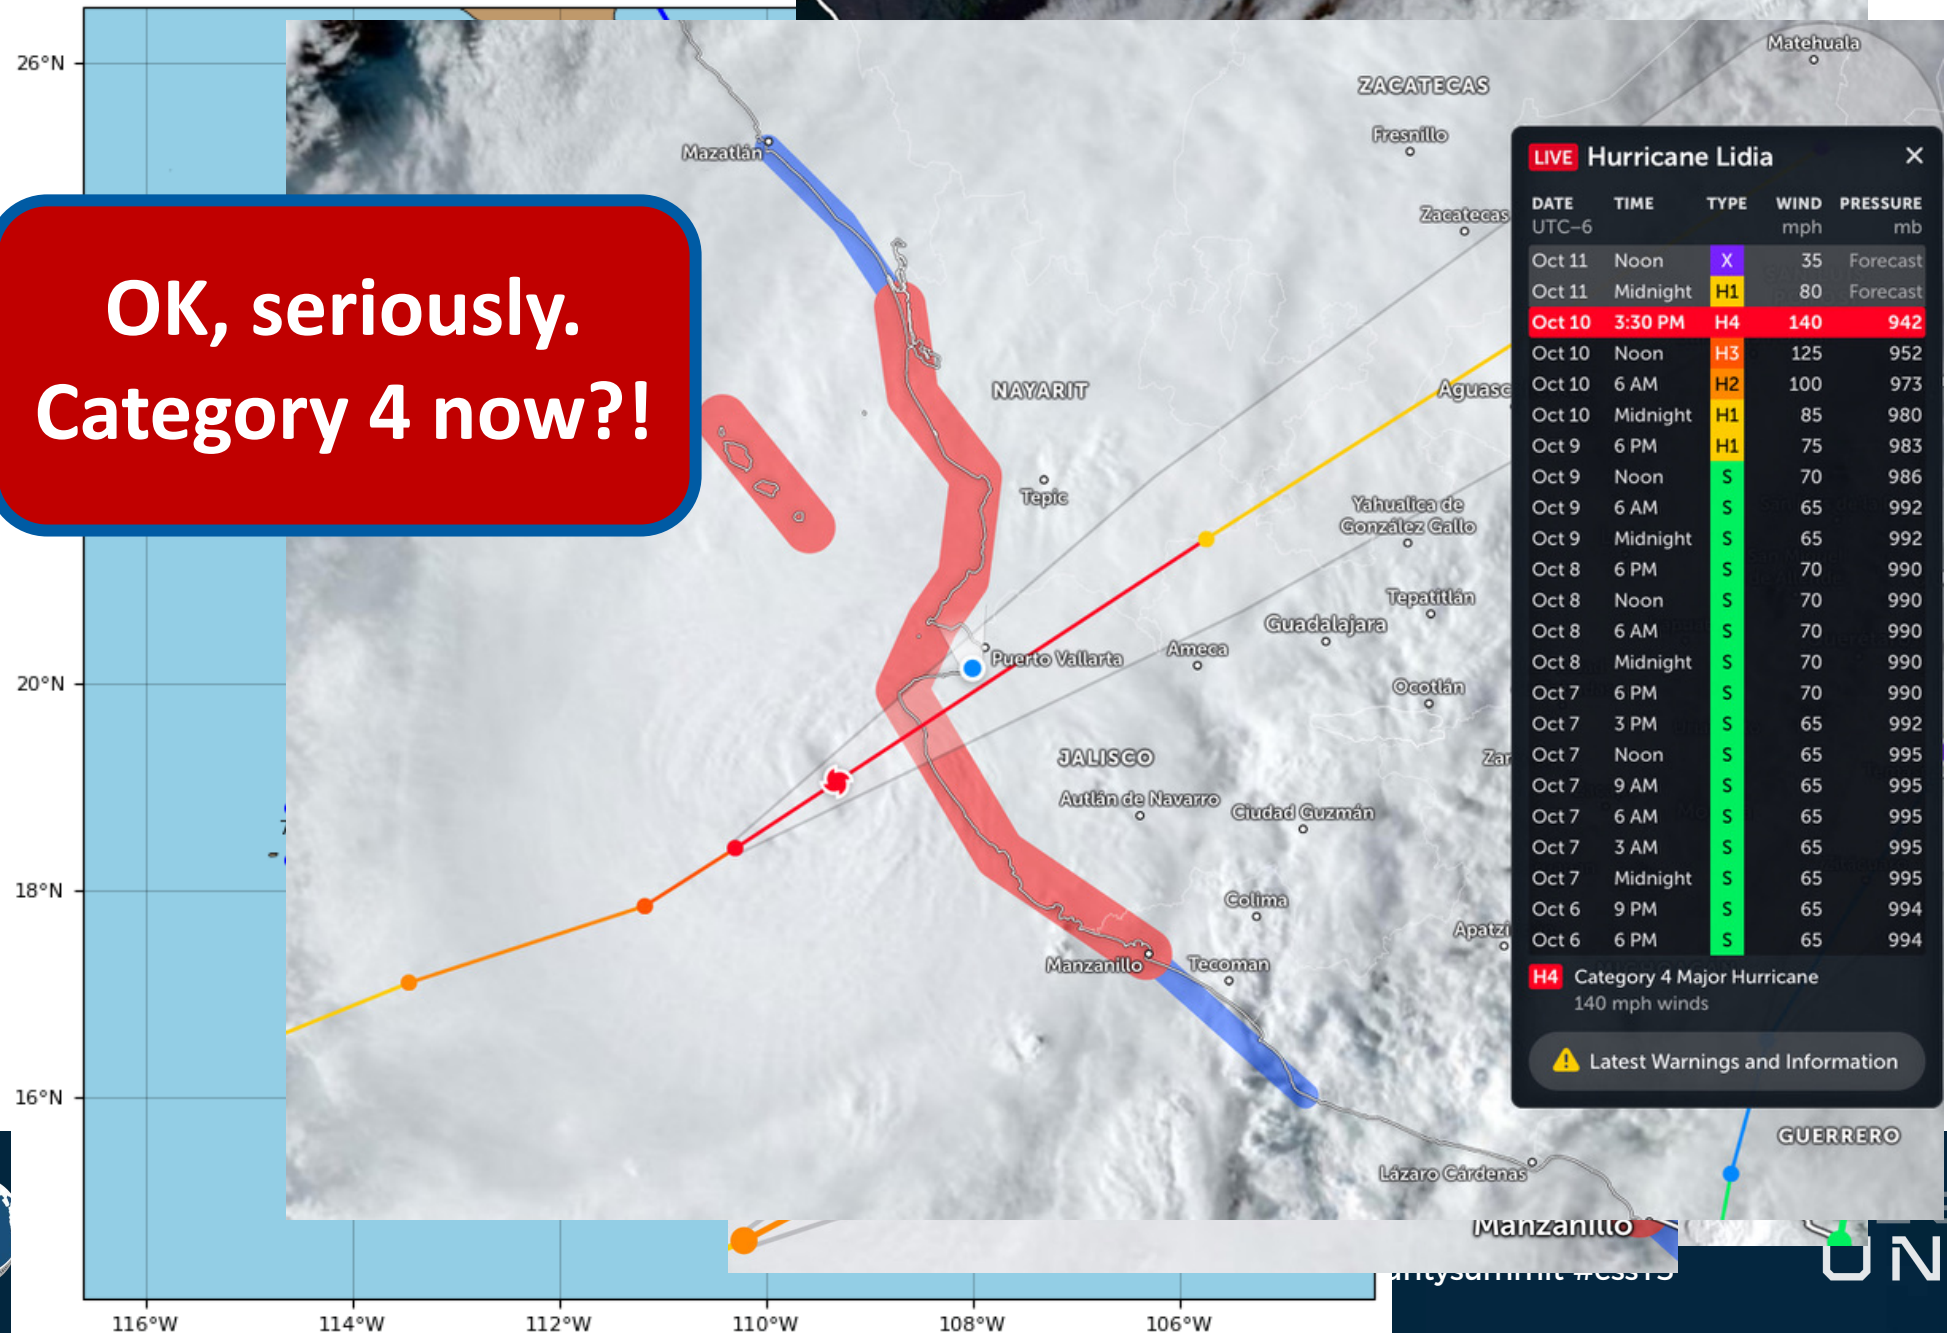 26°N
20°N
18°N
16°N
116°W
114°W
112°W
110°W
108°W
106°W
OK, seriously.
Category 4 now?!
Matehuala
ZACATECAS
Fresnillo
Zacatecas
Mazatlán
NAYARIT
Tepic
Aguasc
Yahualica de
González Gallo
Tepatitlán
Guadalajara
Puerto Vallarta
Ameca
Ocotlán
JALISCO
Zar
Autlán de Navarro
Ciudad Guzmán
Colima
Apatzi
Manzanillo
Tecoman
GUERRERO
Lázaro Cárdenas
Manzanillo
LIVE Hurricane Lidia ×
DATE TIME TYPE WIND PRESSURE
UTC–6 mph mb
Oct 11 Noon X 35 Forecast
Oct 11 Midnight H1 80 Forecast
Oct 10 3:30 PM H4 140 942
Oct 10 Noon H3 125 952
Oct 10 6 AM H2 100 973
Oct 10 Midnight H1 85 980
Oct 9 6 PM H1 75 983
Oct 9 Noon S 70 986
Oct 9 6 AM S 65 992
Oct 9 Midnight S 65 992
Oct 8 6 PM S 70 990
Oct 8 Noon S 70 990
Oct 8 6 AM S 70 990
Oct 8 Midnight S 70 990
Oct 7 6 PM S 70 990
Oct 7 3 PM S 65 992
Oct 7 Noon S 65 995
Oct 7 9 AM S 65 995
Oct 7 6 AM S 65 995
Oct 7 3 AM S 65 995
Oct 7 Midnight S 65 995
Oct 6 9 PM S 65 994
Oct 6 6 PM S 65 994
H4 Category 4 Major Hurricane
140 mph winds
Latest Warnings and Information
UN